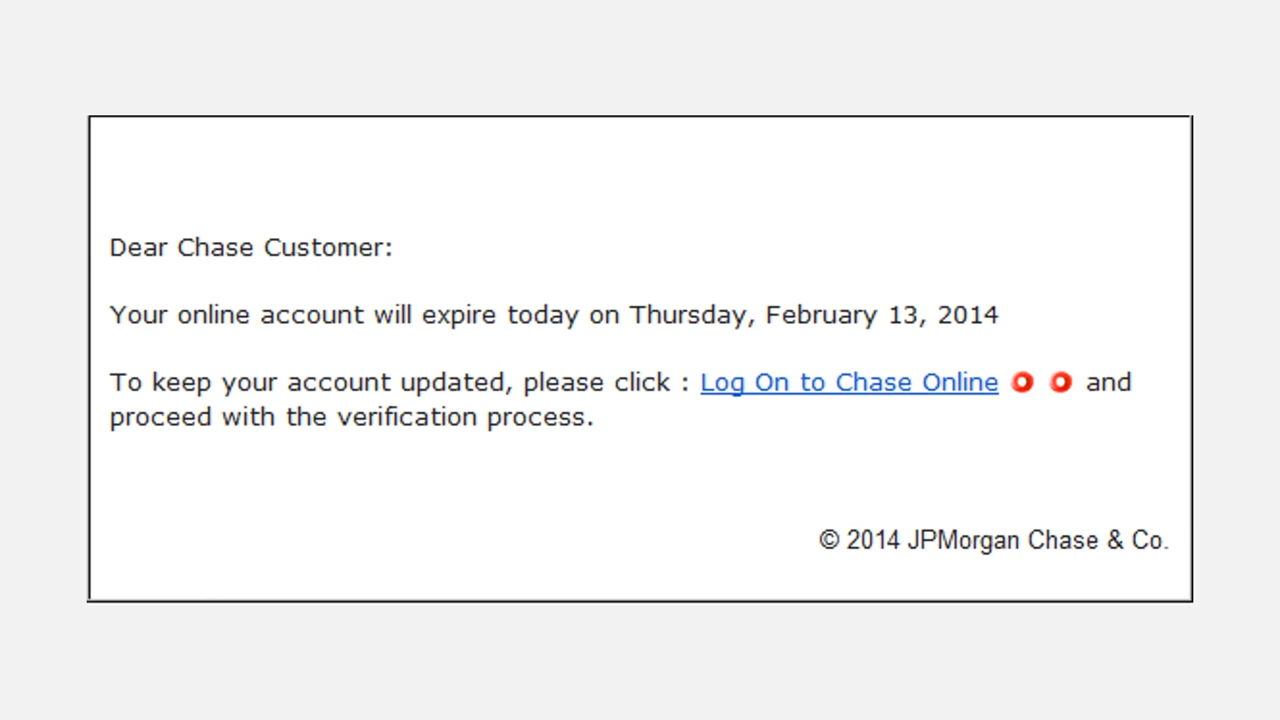 Dear Chase Customer:
Your online account will expire today on Thursday, February 13, 2014
To keep your account updated, please click : Log On to Chase Online and
proceed with the verification process.
© 2014 JPMorgan Chase & Co.